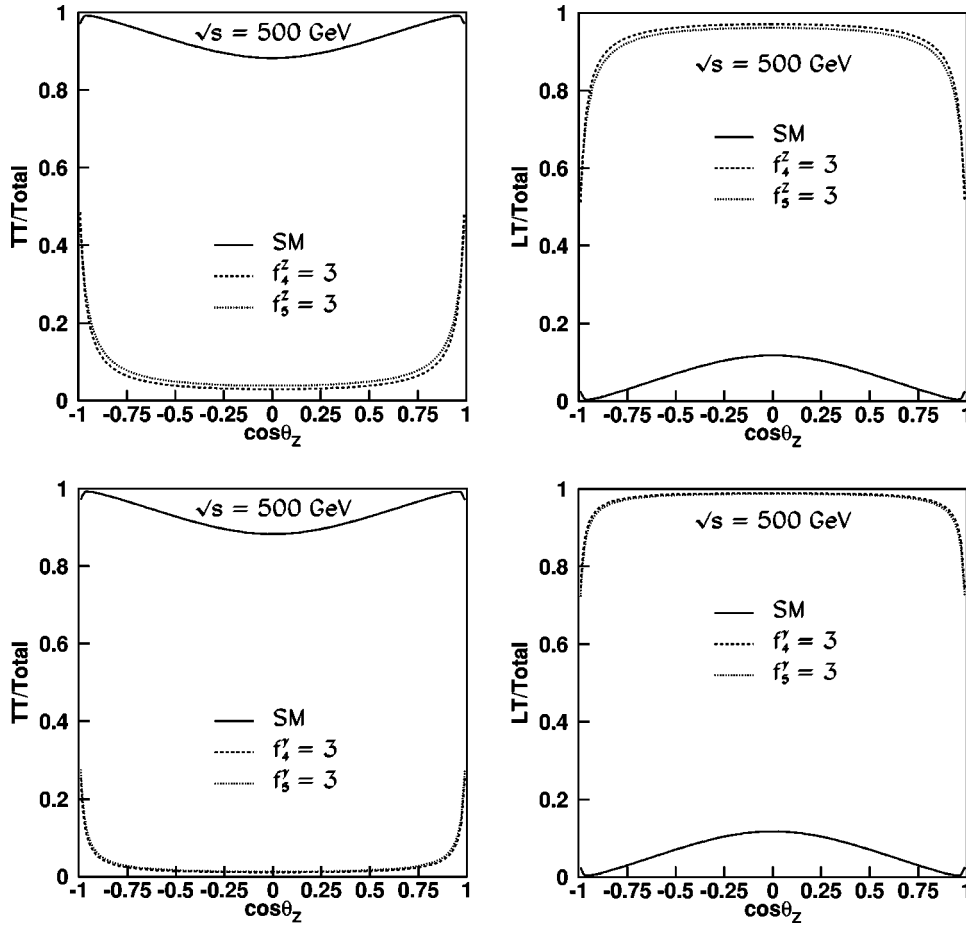 TT/Total
1
0.8
0.6
0.4
0.2
0
√s = 500 GeV
SM
f₄ᶻ = 3
f₅ᶻ = 3
-1 -0.75 -0.5 -0.25 0 0.25 0.5 0.75 1
cosθ_Z
LT/Total
1
0.8
0.6
0.4
0.2
0
√s = 500 GeV
SM
f₄ᶻ = 3
f₅ᶻ = 3
-1 -0.75 -0.5 -0.25 0 0.25 0.5 0.75 1
cosθ_Z
TT/Total
1
0.8
0.6
0.4
0.2
0
√s = 500 GeV
SM
f₄ᵞ = 3
f₅ᵞ = 3
-1 -0.75 -0.5 -0.25 0 0.25 0.5 0.75 1
cosθ_Z
LT/Total
1
0.8
0.6
0.4
0.2
0
√s = 500 GeV
SM
f₄ᵞ = 3
f₅ᵞ = 3
-1 -0.75 -0.5 -0.25 0 0.25 0.5 0.75 1
cosθ_Z